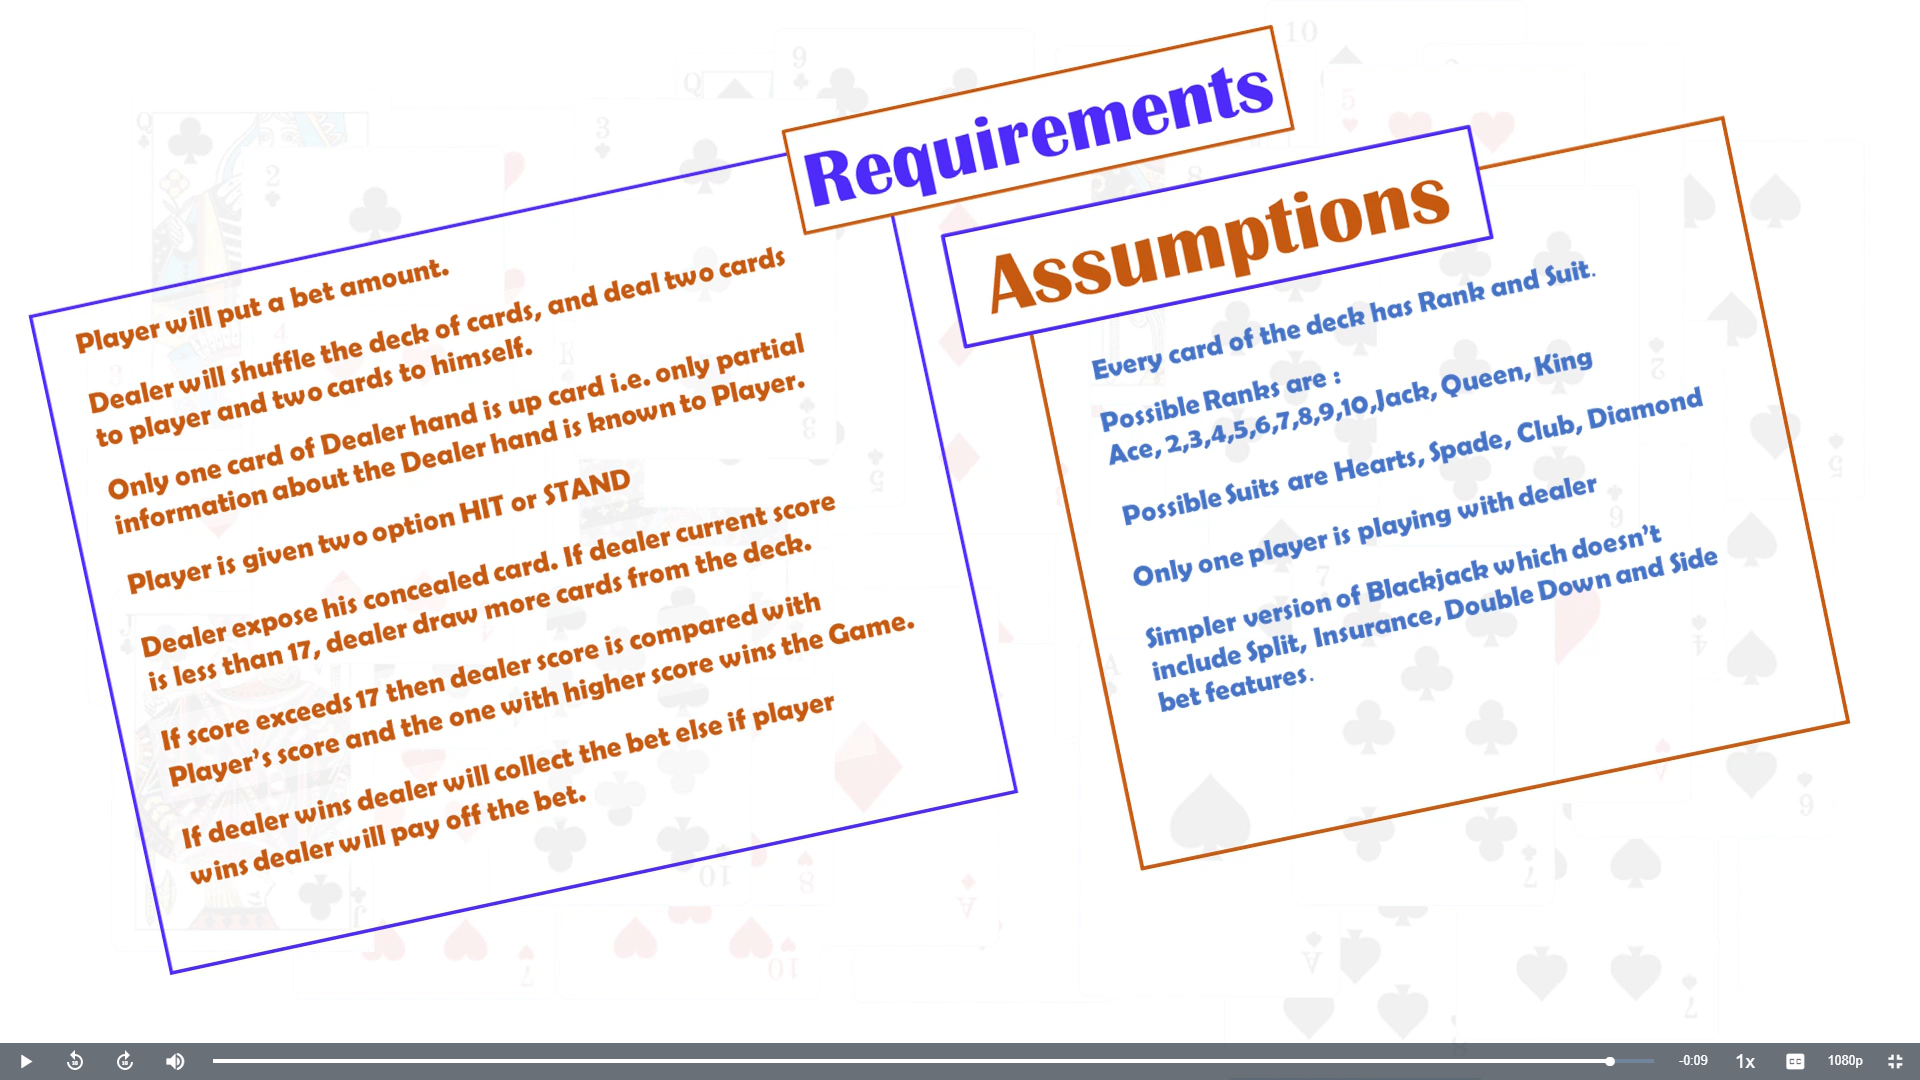 Requirements
Player will put a bet amount.
Dealer will shuffle the deck of cards, and deal two cards
to player and two cards to himself.
Only one card of Dealer hand is up card i.e. only partial
information about the Dealer hand is known to Player.
Player is given two option HIT or STAND
Dealer expose his concealed card. If dealer current score
is less than 17, dealer draw more cards from the deck.
If score exceeds 17 then dealer score is compared with
Player's score and the one with higher score wins the Game.
If dealer wins dealer will collect the bet else if player
wins dealer will pay off the bet.
Assumptions
Every card of the deck has Rank and Suit.
Possible Ranks are :
Ace, 2,3,4,5,6,7,8,9,10,Jack, Queen, King
Possible Suits are Hearts, Spade, Club, Diamond
Only one player is playing with dealer
Simpler version of Blackjack which doesn't
include Split, Insurance, Double Down and Side
bet features.
-0:09 1x CC 1080p